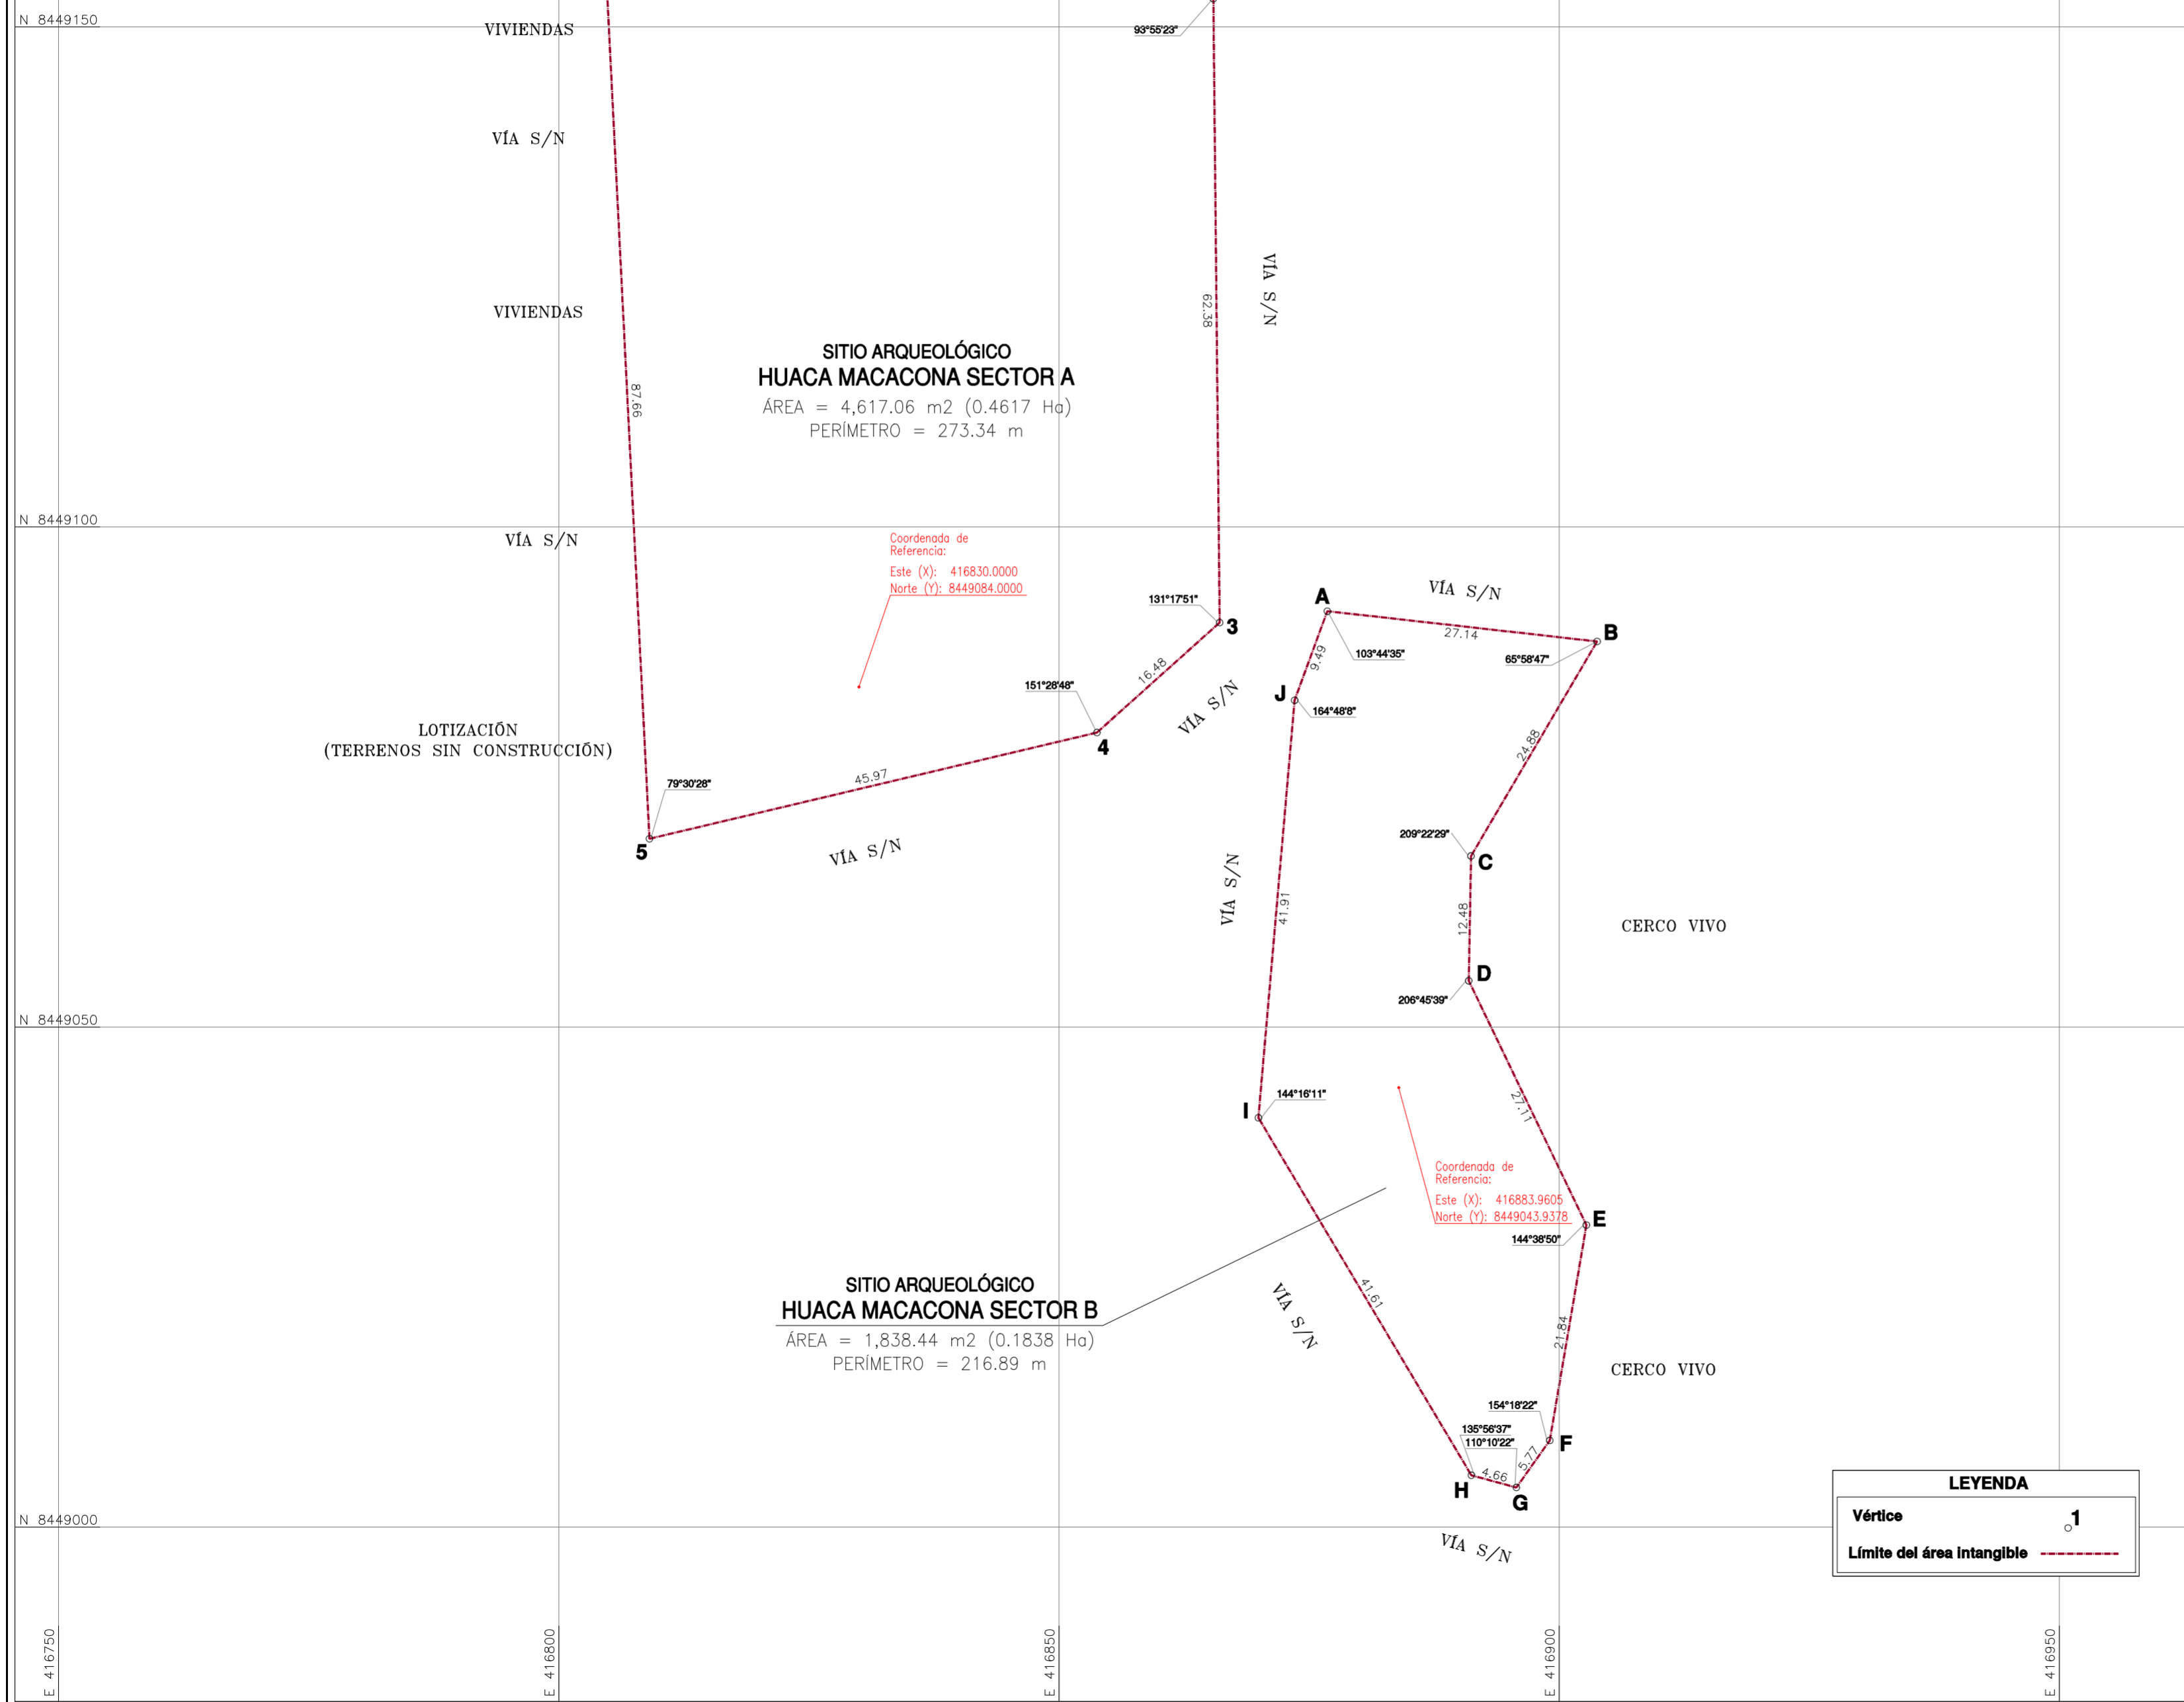 N 8449150
VIVIENDAS
93°55'23"
VÍA S/N
VÍA S/N
62.38
VIVIENDAS
87.66
SITIO ARQUEOLÓGICO
HUACA MACACONA SECTOR A
ÁREA = 4,617.06 m2 (0.4617 Ha)
PERÍMETRO = 273.34 m
N 8449100
VÍA S/N
Coordenada de
Referencia:
Este (X): 416830.0000
Norte (Y): 8449084.0000
131°17'51"
3
A
VÍA S/N
27.14
B
103°44'35"
65°58'47"
9.49
16.48
151°28'48"
J
164°48'8"
VÍA S/N
4
LOTIZACIÓN
(TERRENOS SIN CONSTRUCCIÓN)
24.88
45.97
79°30'28"
5
VÍA S/N
209°22'29"
C
VÍA S/N
41.91
12.48
CERCO VIVO
D
206°45'39"
N 8449050
I
144°16'11"
27.11
Coordenada de
Referencia:
Este (X): 416883.9605
Norte (Y): 8449043.9378
E
144°38'50"
SITIO ARQUEOLÓGICO
HUACA MACACONA SECTOR B
ÁREA = 1,838.44 m2 (0.1838 Ha)
PERÍMETRO = 216.89 m
41.61
VÍA S/N
21.84
CERCO VIVO
154°18'22"
135°56'37"
110°10'22"
F
5.77
4.66
H
G
N 8449000
VÍA S/N
LEYENDA
Vértice
1
Límite del área intangible
E 416750
E 416800
E 416850
E 416900
E 416950